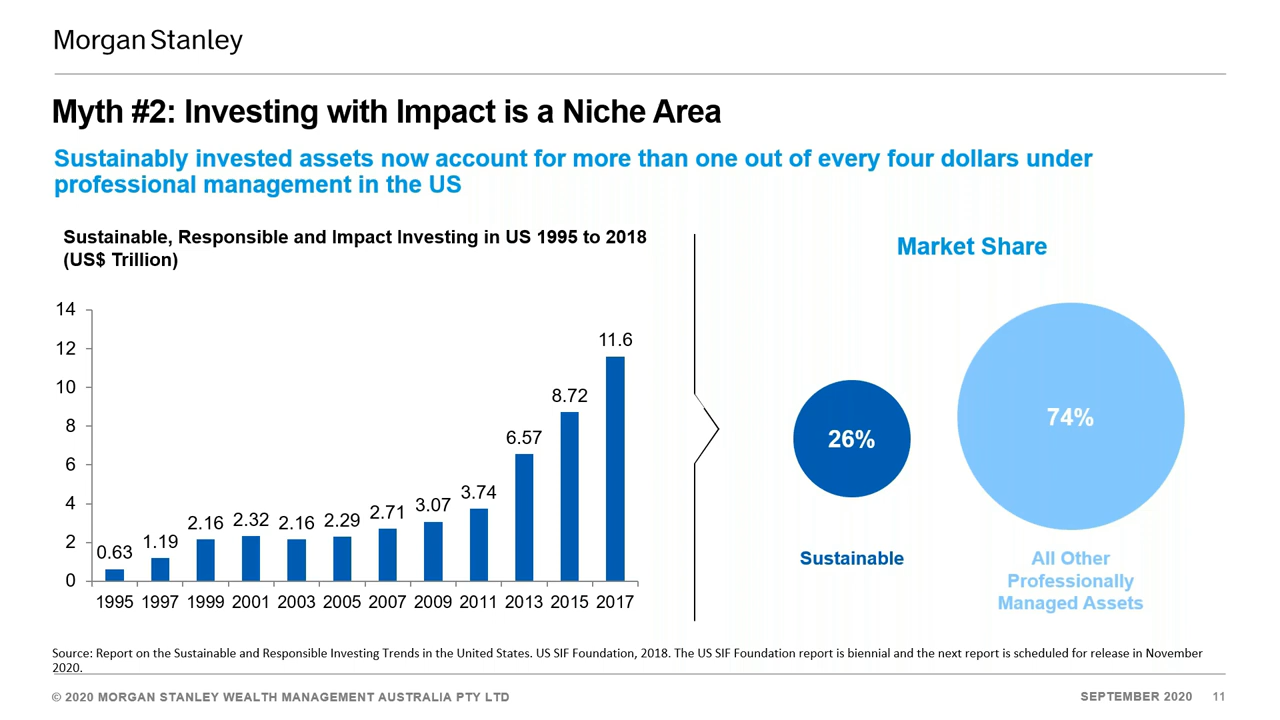 Morgan Stanley
Myth #2: Investing with Impact is a Niche Area
Sustainably invested assets now account for more than one out of every four dollars under
professional management in the US
Sustainable, Responsible and Impact Investing in US 1995 to 2018
(US$ Trillion)
14
12
10
8
6
4
2
0
0.63
1.19
2.16
2.32
2.16
2.29
2.71
3.07
3.74
6.57
8.72
11.6
1995 1997 1999 2001 2003 2005 2007 2009 2011 2013 2015 2017
Market Share
26%
74%
Sustainable
All Other
Professionally
Managed Assets
Source: Report on the Sustainable and Responsible Investing Trends in the United States. US SIF Foundation, 2018. The US SIF Foundation report is biennial and the next report is scheduled for release in November
2020.
© 2020 MORGAN STANLEY WEALTH MANAGEMENT AUSTRALIA PTY LTD
SEPTEMBER 2020 11